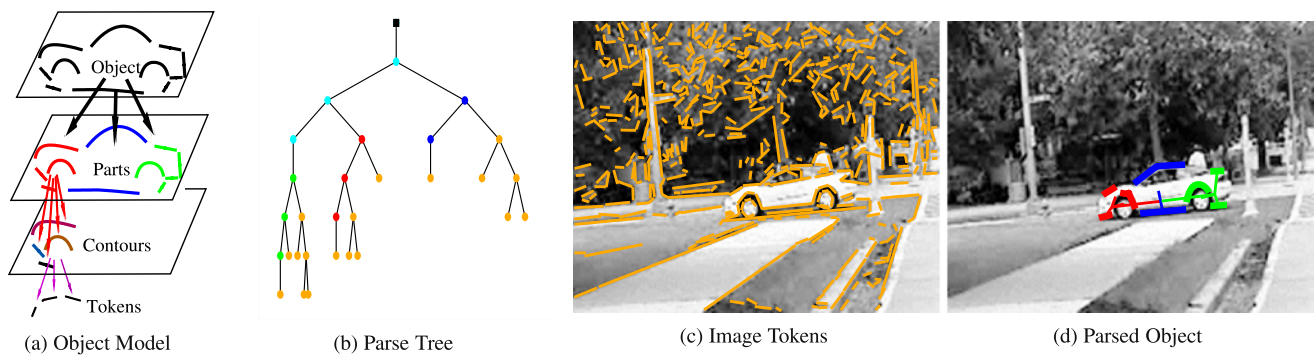 Object
Parts
Contours
Tokens
(a) Object Model
(b) Parse Tree
(c) Image Tokens
(d) Parsed Object